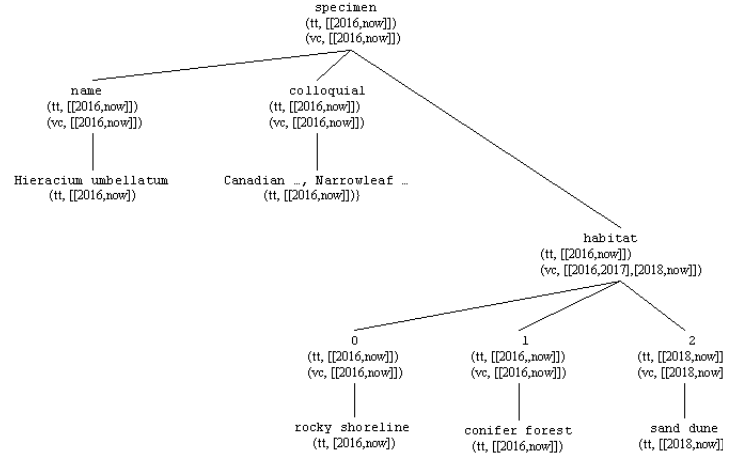 specimen
(tt, [[2016,now]])
(vc, [[2016,now]])
name
(tt, [[2016,now]])
(vc, [[2016,now]])
colloquial
(tt, [[2016,now]])
(vc, [[2016,now]])
Hieracium umbellatum
(tt, [[2016,now])
Canadian …, Narrowleaf …
(tt, [[2016,now]])}
habitat
(tt, [[2016,now]])
(vc, [[2016,2017],[2018,now]])
0
(tt, [[2016,now]])
(vc, [[2016,now]])
1
(tt, [[2016,,now]])
(vc, [[2016,now]])
2
(tt, [[2018,now]]
(vc, [[2018,now]
rocky shoreline
(tt, [2016,now])
conifer forest
(tt, [2016,now]])
sand dune
(tt, [[2018,now]]